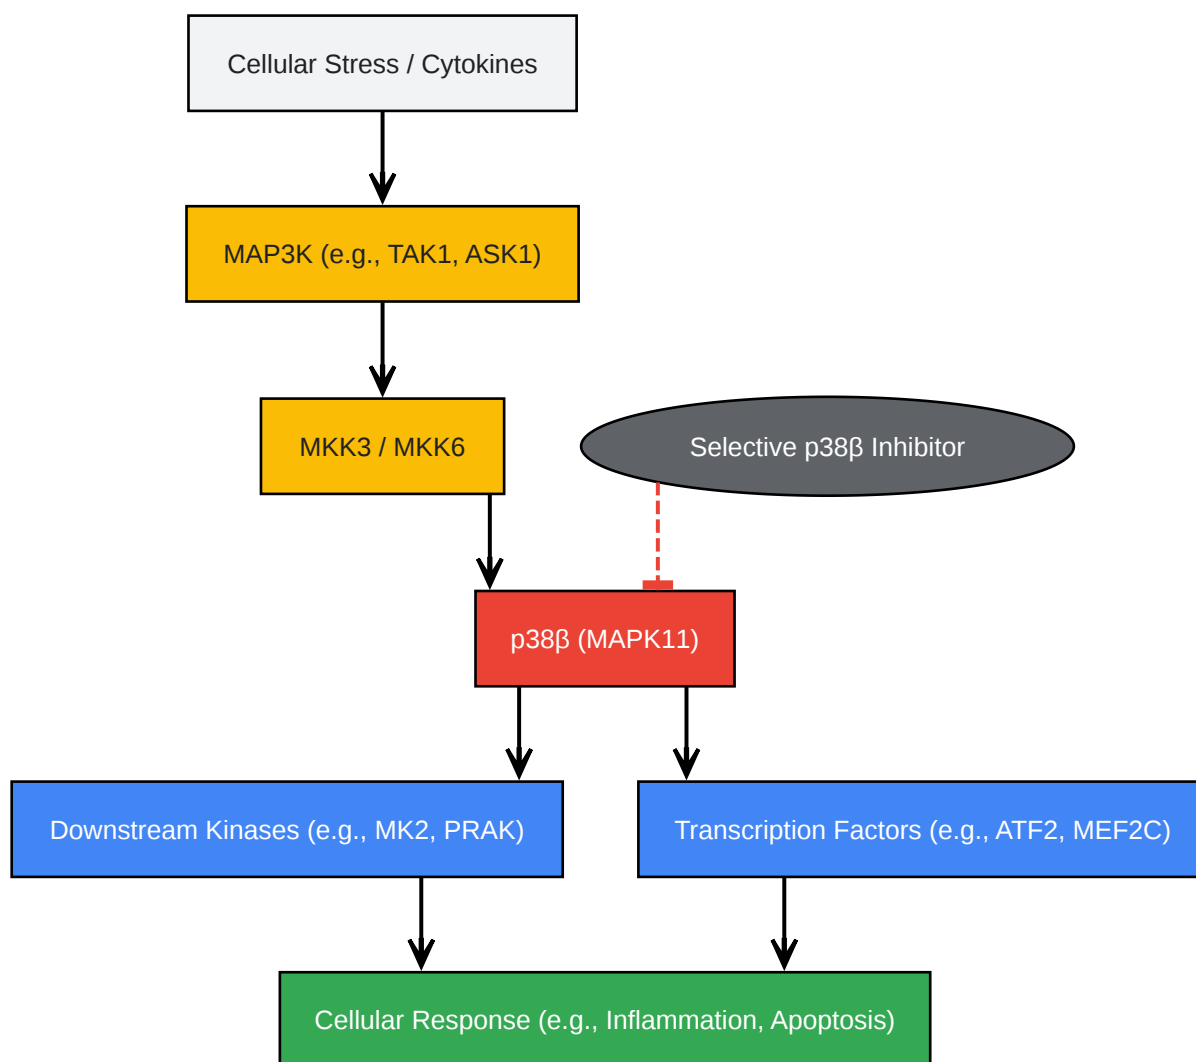 Cellular Stress / Cytokines
MAP3K (e.g., TAK1, ASK1)
MKK3 / MKK6
Selective p38β Inhibitor
p38β (MAPK11)
Downstream Kinases (e.g., MK2, PRAK)
Transcription Factors (e.g., ATF2, MEF2C)
Cellular Response (e.g., Inflammation, Apoptosis)